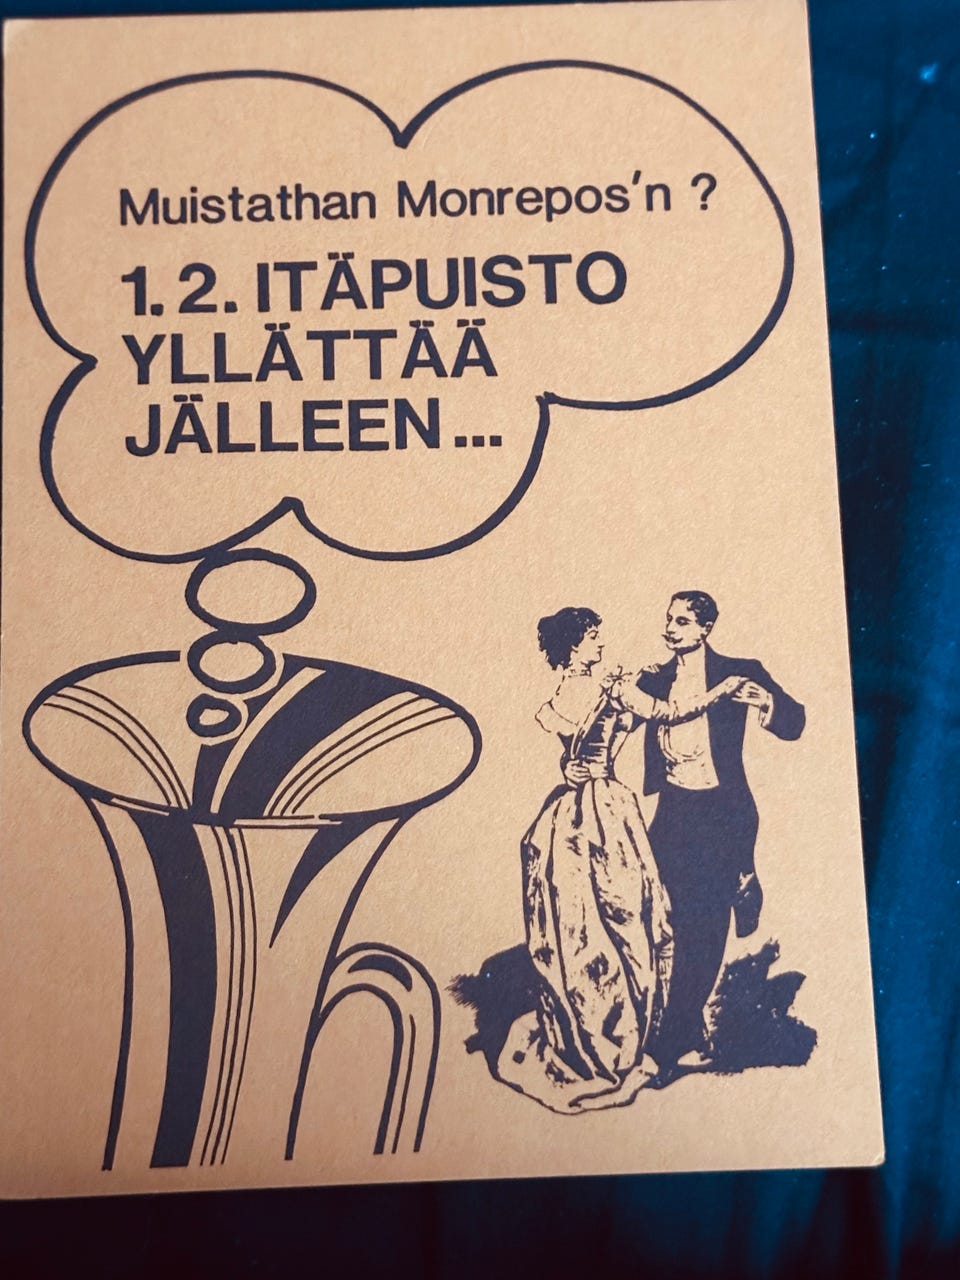 Muistathan Monrepos'n ?
1.2. ITÄPUISTO
YLLÄTTÄÄ
JÄLLEEN...